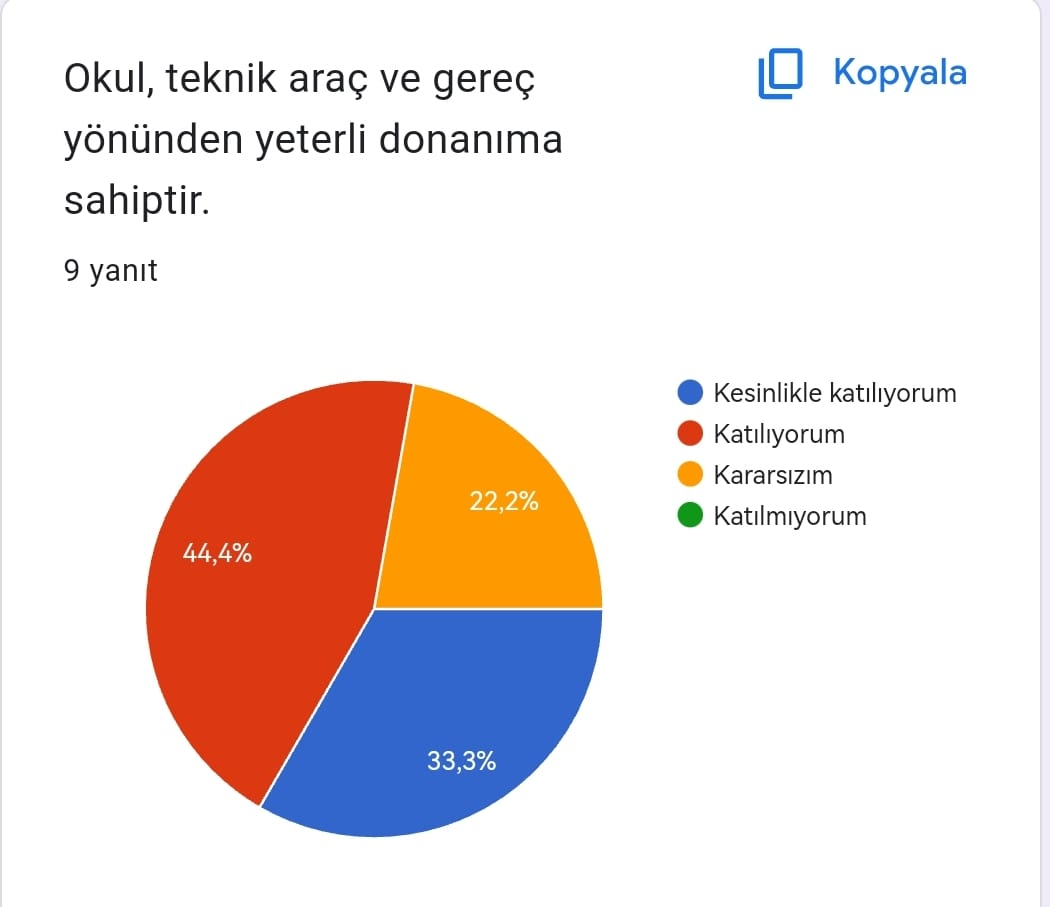 Okul, teknik araç ve gereç
yönünden yeterli donanıma
sahiptir.
Kopyala
9 yanıt
Kesinlikle katılıyorum
Katılıyorum
Kararsızım
Katılmıyorum
22,2%
44,4%
33,3%